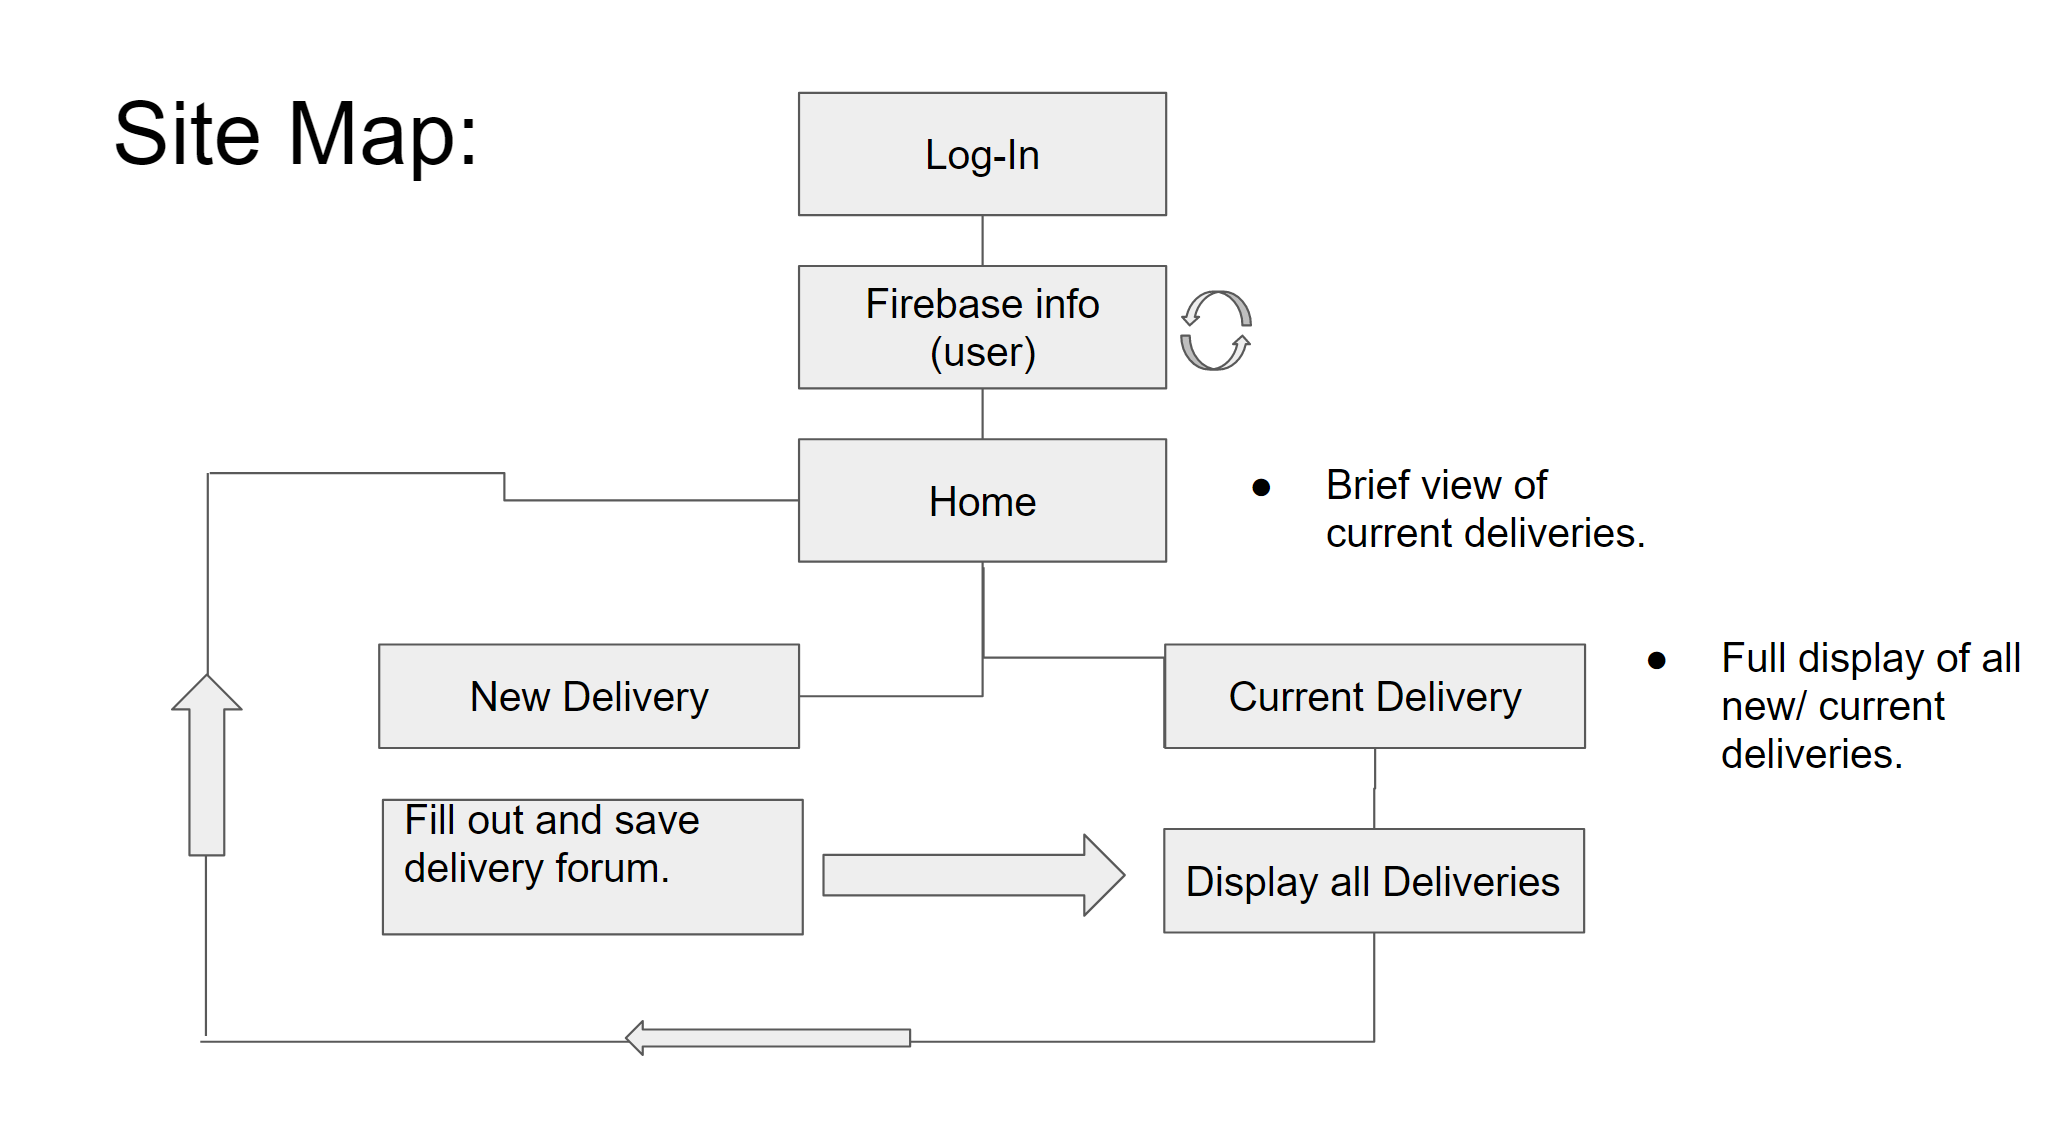 Site Map:
Log-In
Firebase info
(user)
Home
● Brief view of
current deliveries.
New Delivery
Current Delivery
● Full display of all
new/ current
deliveries.
Fill out and save
delivery forum.
Display all Deliveries